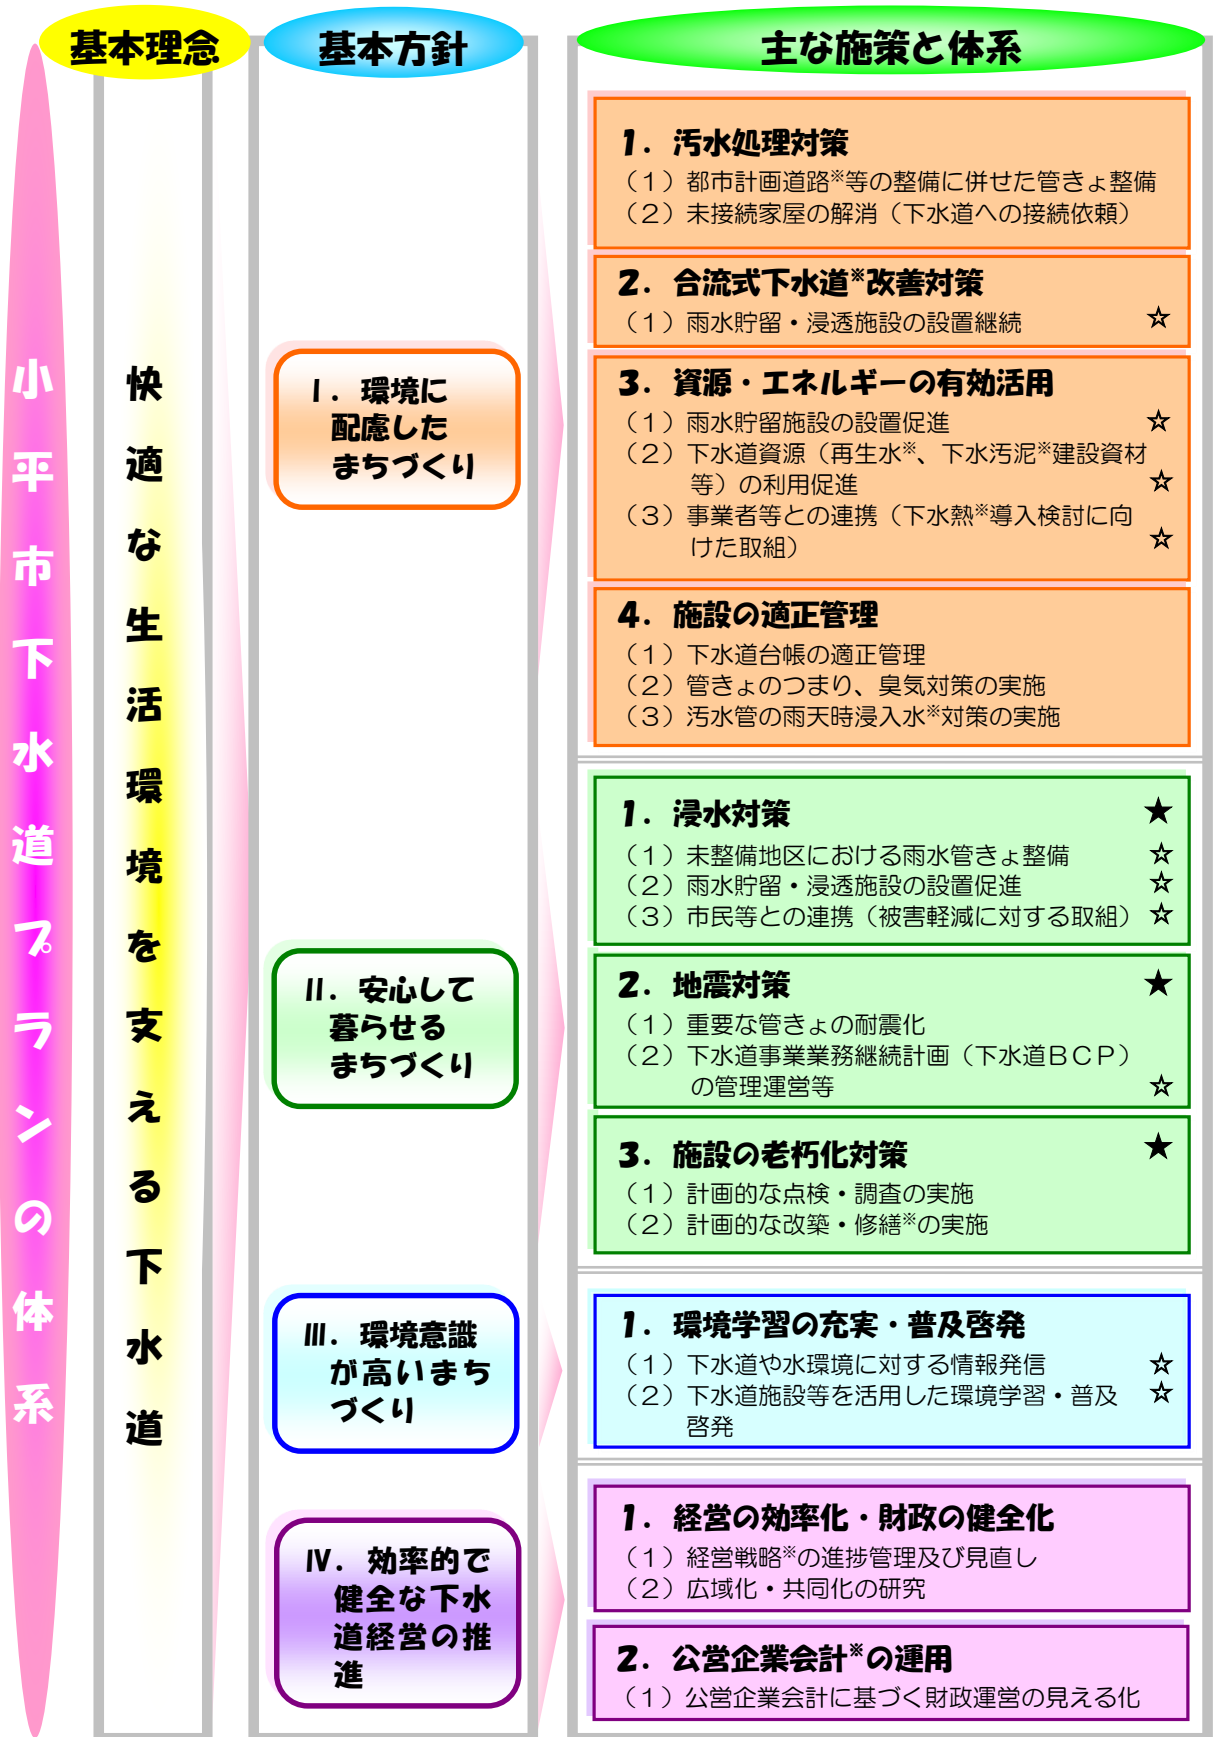 基本理念
基本方針
主な施策と体系
小平市下水道プランの体系
快適な生活環境を支える下水道
Ⅰ．環境に
配慮した
まちづくり
1．汚水処理対策
（１）都市計画道路※等の整備に併せた管きょ整備
（２）未接続家屋の解消（下水道への接続依頼）
2．合流式下水道※改善対策
（１）雨水貯留・浸透施設の設置継続 ☆
3．資源・エネルギーの有効活用
（１）雨水貯留施設の設置促進 ☆
（２）下水道資源（再生水※、下水汚泥※建設資材
等）の利用促進 ☆
（３）事業者等との連携（下水熱※導入検討に向
けた取組） ☆
4．施設の適正管理
（１）下水道台帳の適正管理
（２）管きょのつまり、臭気対策の実施
（３）汚水管の雨天時浸入水※対策の実施
Ⅱ．安心して
暮らせる
まちづくり
1．浸水対策 ★
（１）未整備地区における雨水管きょ整備 ☆
（２）雨水貯留・浸透施設の設置促進 ☆
（３）市民等との連携（被害軽減に対する取組） ☆
2．地震対策 ★
（１）重要な管きょの耐震化
（２）下水道事業業務継続計画（下水道ＢＣＰ）
の管理運営等 ☆
3．施設の老朽化対策 ★
（１）計画的な点検・調査の実施
（２）計画的な改築・修繕※の実施
Ⅲ．環境意識
が高いまち
づくり
1．環境学習の充実・普及啓発
（１）下水道や水環境に対する情報発信 ☆
（２）下水道施設等を活用した環境学習・普及 ☆
啓発
Ⅳ．効率的で
健全な下水
道経営の推
進
1．経営の効率化・財政の健全化
（１）経営戦略※の進捗管理及び見直し
（２）広域化・共同化の研究
2．公営企業会計※の運用
（１）公営企業会計に基づく財政運営の見える化